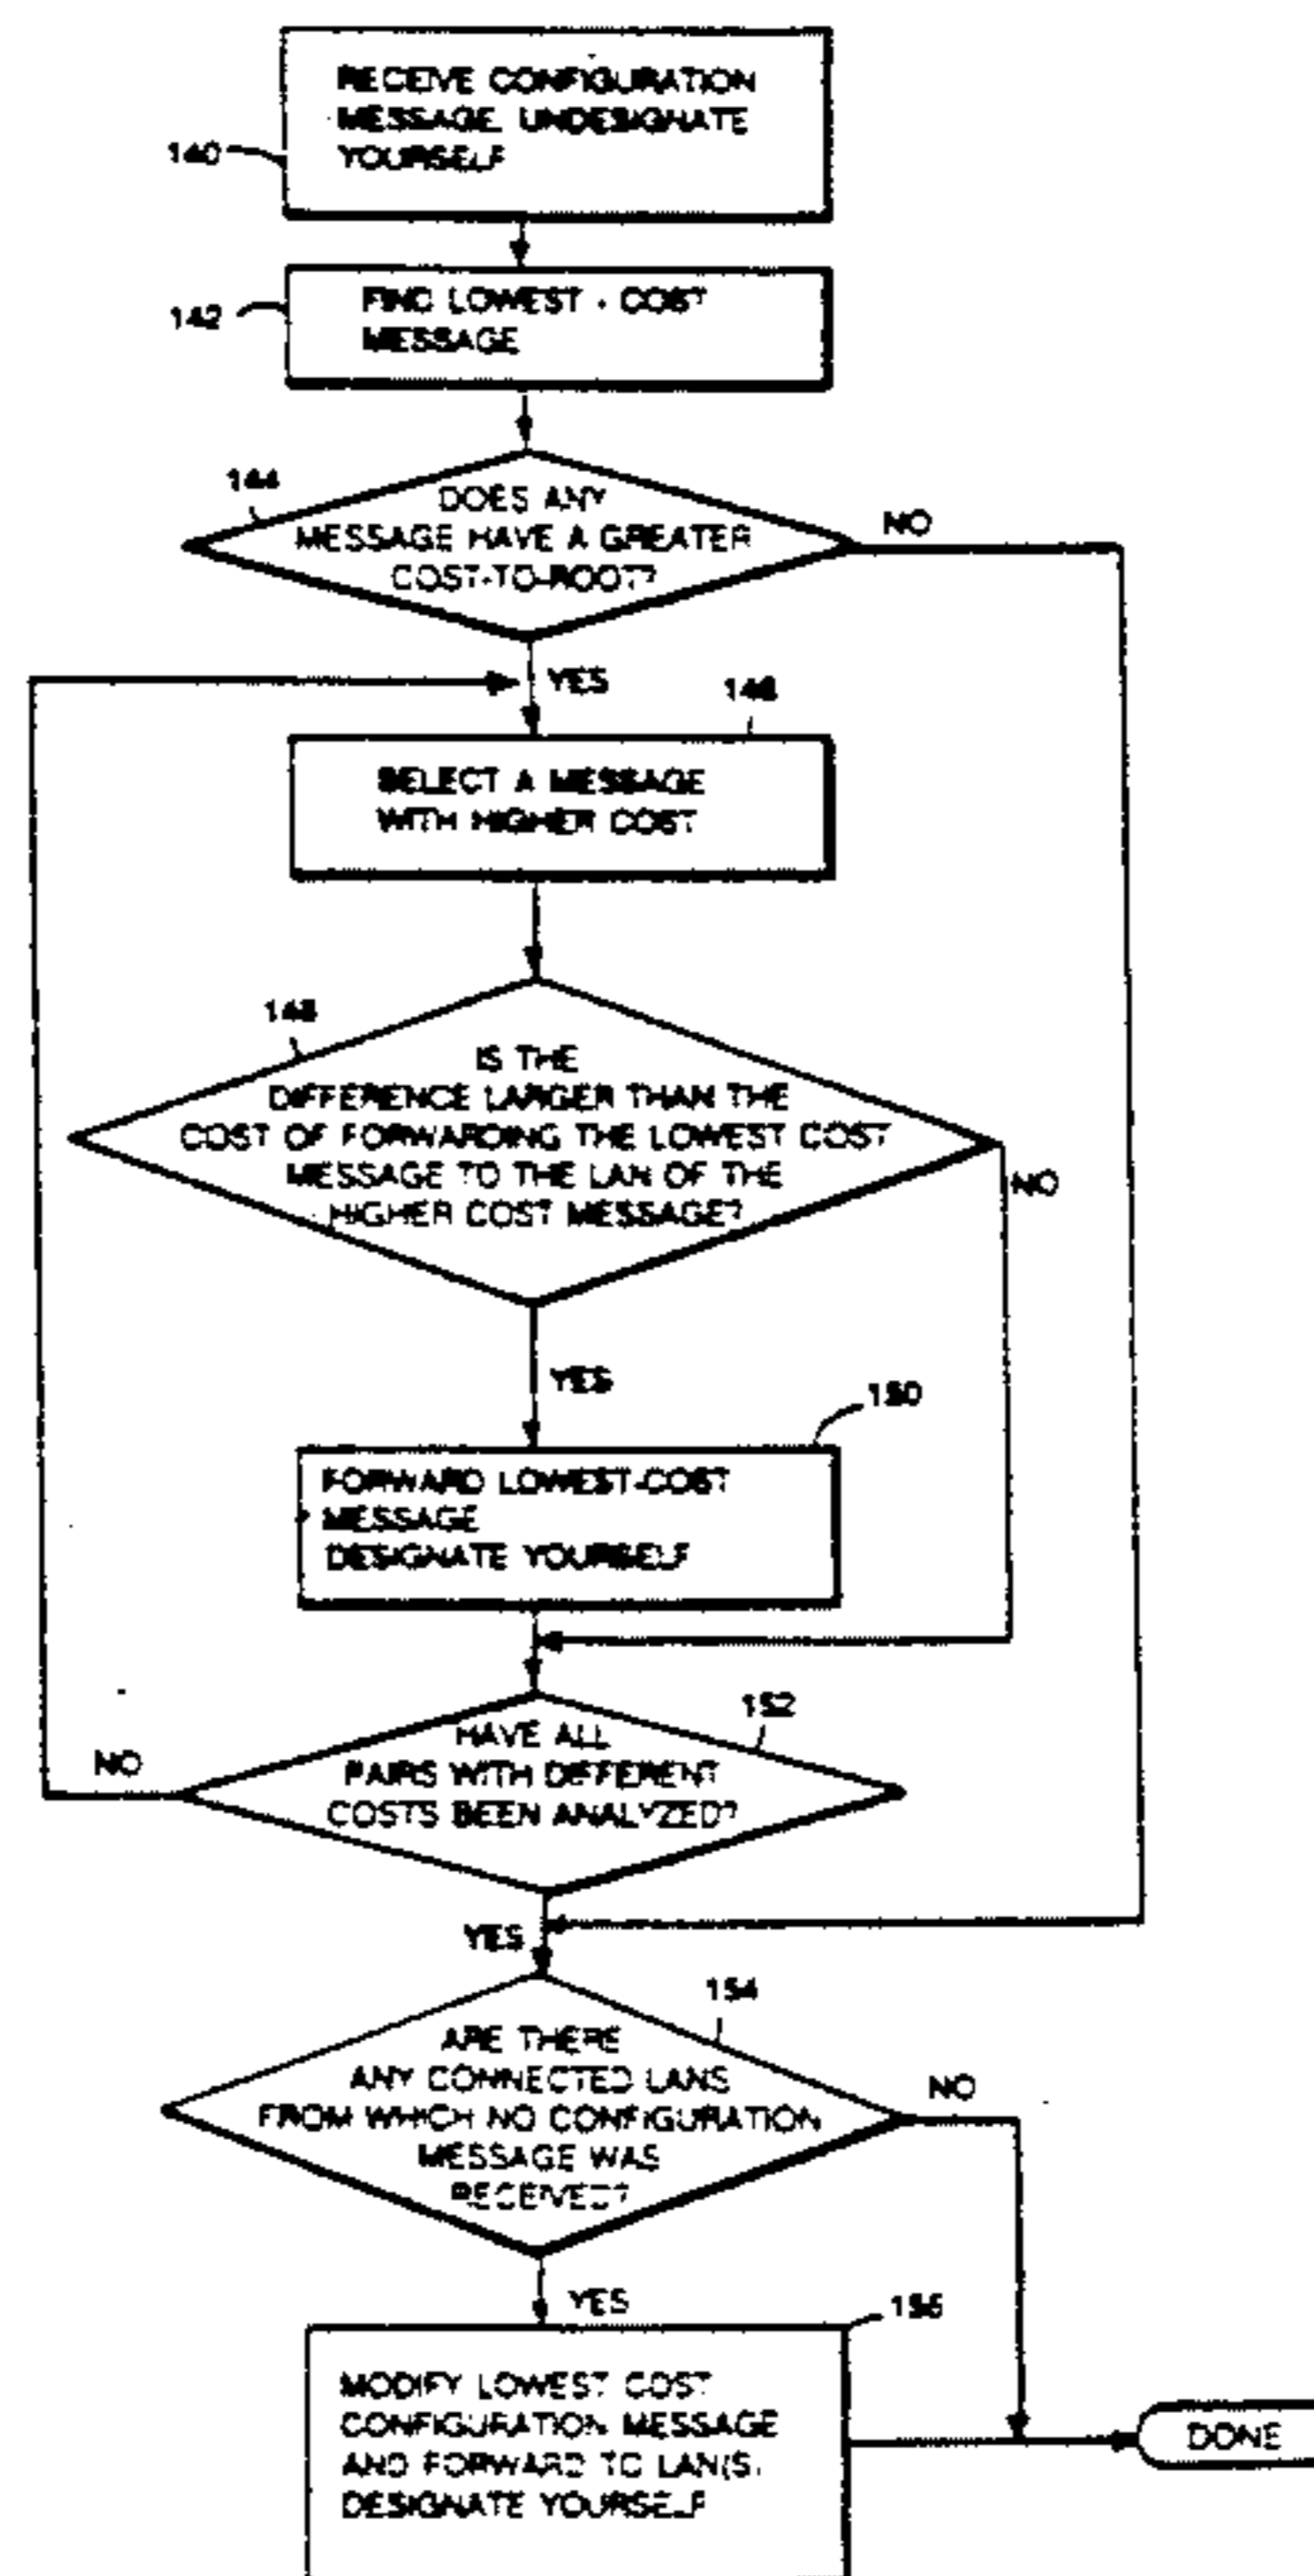 RECEIVE CONFIGURATION
MESSAGE, UNDESIGNATE
YOURSELF
140
FIND LOWEST - COST
MESSAGE
142
144
DOES ANY
MESSAGE HAVE A GREATER
COST-TO-ROOT?
NO
YES
146
SELECT A MESSAGE
WITH HIGHER COST
148
IS THE
DIFFERENCE LARGER THAN THE
COST OF FORWARDING THE LOWEST COST
MESSAGE TO THE LAN OF THE
HIGHER COST MESSAGE?
NO
YES
150
FORWARD LOWEST-COST
MESSAGE
DESIGNATE YOURSELF
152
HAVE ALL
PAIRS WITH DIFFERENT
COSTS BEEN ANALYZED?
NO
YES
154
ARE THERE
ANY CONNECTED LANS
FROM WHICH NO CONFIGURATION
MESSAGE WAS
RECEIVED?
NO
YES
156
MODIFY LOWEST COST
CONFIGURATION MESSAGE
AND FORWARD TO LAN(S),
DESIGNATE YOURSELF
DONE